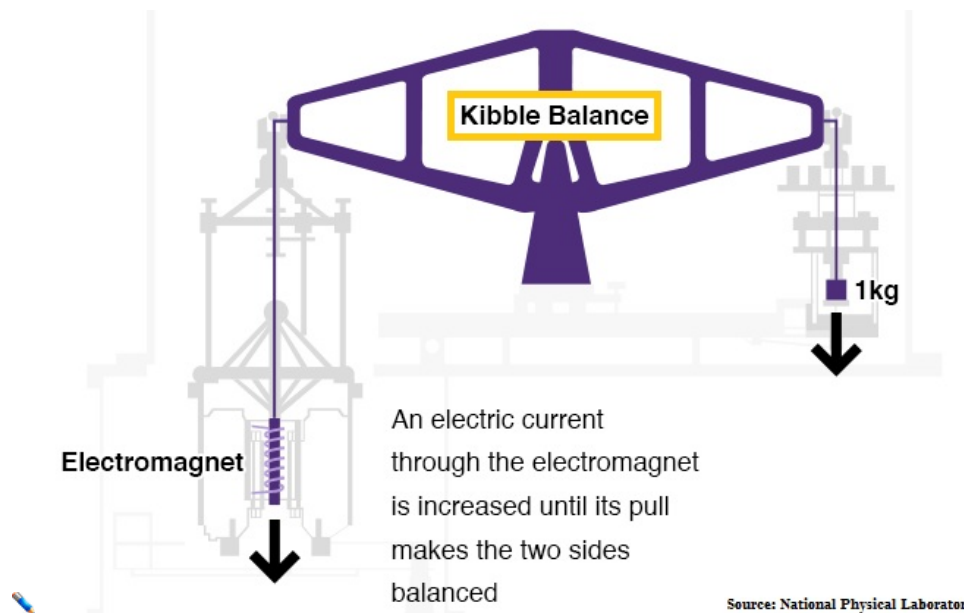 Kibble Balance
1kg
Electromagnet
An electric current
through the electromagnet
is increased until its pull
makes the two sides
balanced
Source: National Physical Laborator